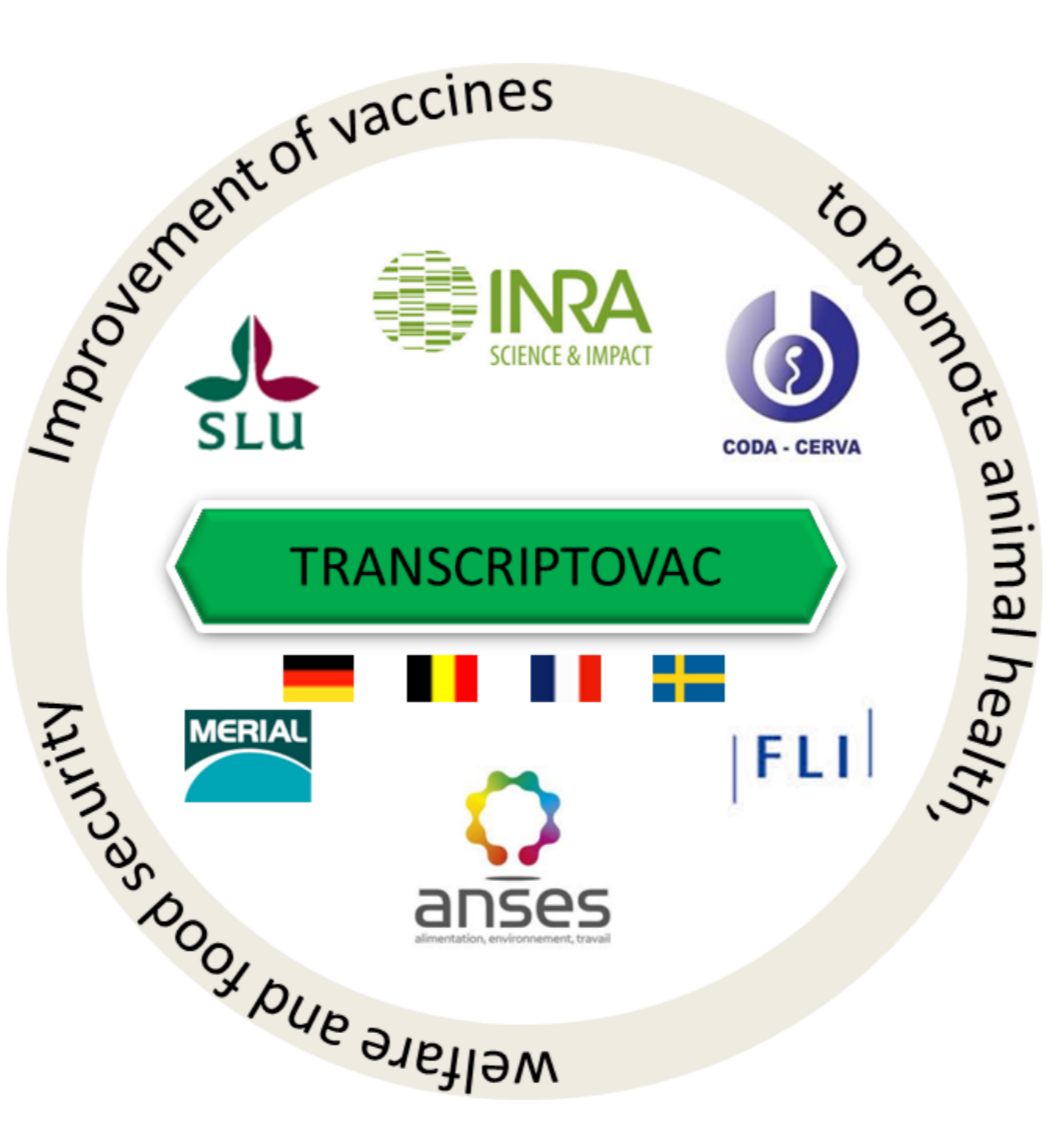 Improvement of vaccines
to promote animal health,
welfare and food security
INRA
SCIENCE & IMPACT
SLU
CODA - CERVA
TRANSCRIPTOVAC
MERIAL
FLI
anses
alimentation, environnement, travail